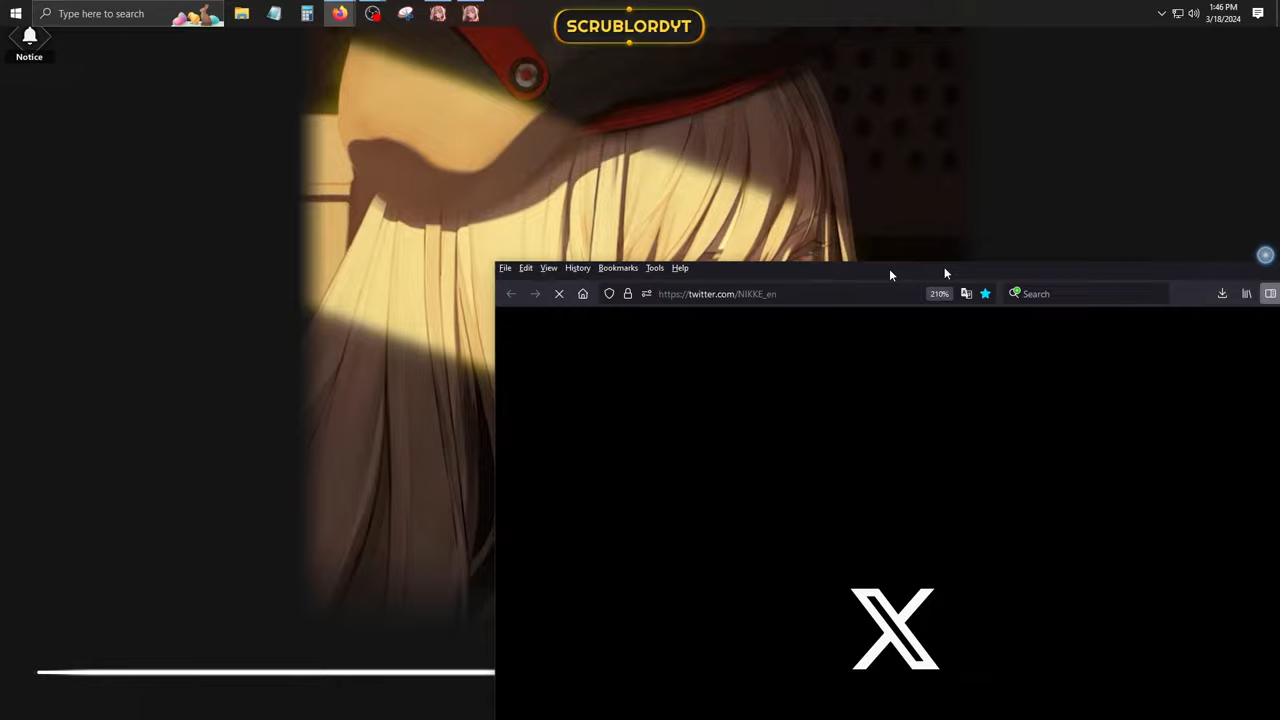 Type here to search
SCRUBLORDYT
1:46 PM
3/18/2024
Notice
File Edit View History Bookmarks Tools Help
https://twitter.com/NIKKE_en
210%
Search
X